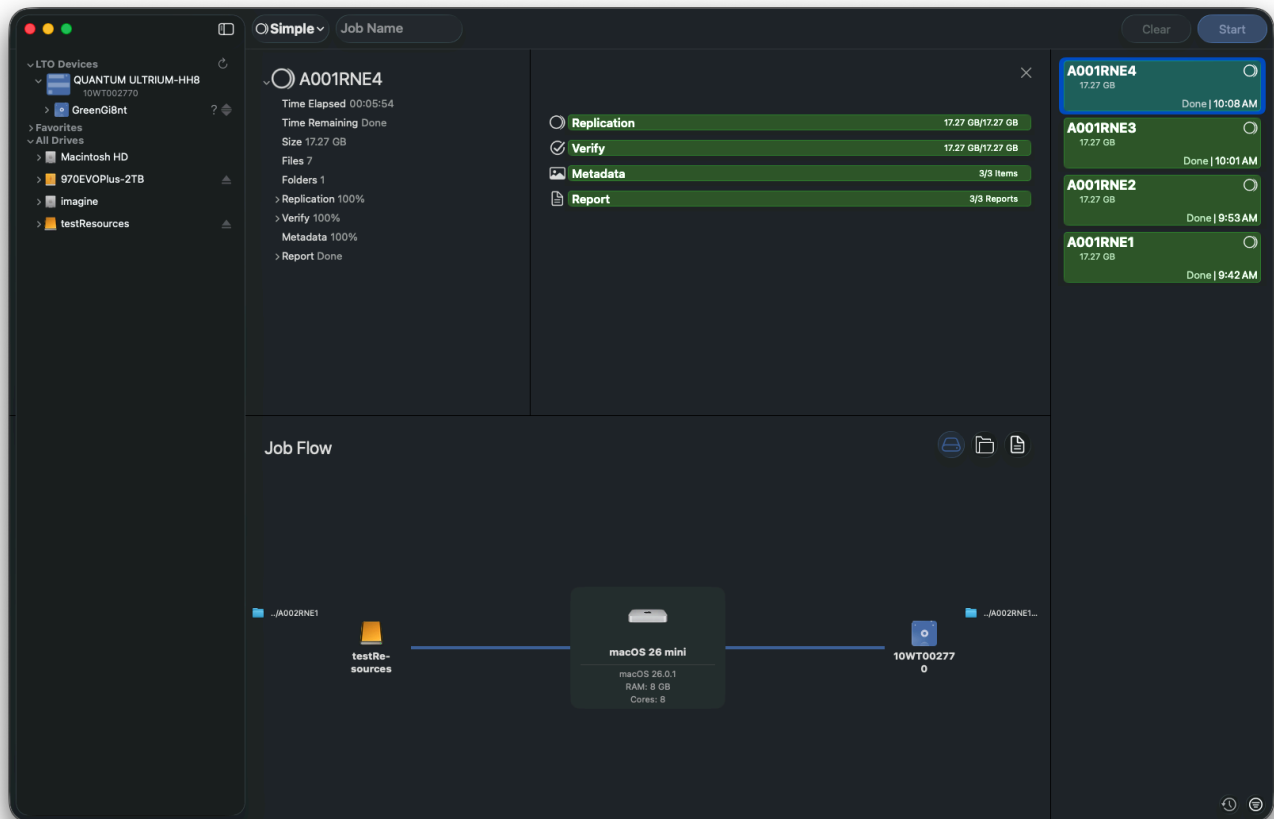 Simple
Job Name
Clear
Start
LTO Devices
QUANTUM ULTRIUM-HH8
10WT002770
GreenGi8nt
?
Favorites
All Drives
Macintosh HD
970EVOPlus-2TB
imagine
testResources
A001RNE4
Time Elapsed 00:05:54
Time Remaining Done
Size 17.27 GB
Files 7
Folders 1
Replication 100%
Verify 100%
Metadata 100%
Report Done
Replication 17.27 GB/17.27 GB
Verify 17.27 GB/17.27 GB
Metadata 3/3 Items
Report 3/3 Reports
A001RNE4
17.27 GB
Done | 10:08 AM
A001RNE3
17.27 GB
Done | 10:01 AM
A001RNE2
17.27 GB
Done | 9:53 AM
A001RNE1
17.27 GB
Done | 9:42 AM
Job Flow
../A002RNE1
testRe-
sources
macOS 26 mini
macOS 26.0.1
RAM: 8 GB
Cores: 8
../A002RNE1...
10WT00277
0